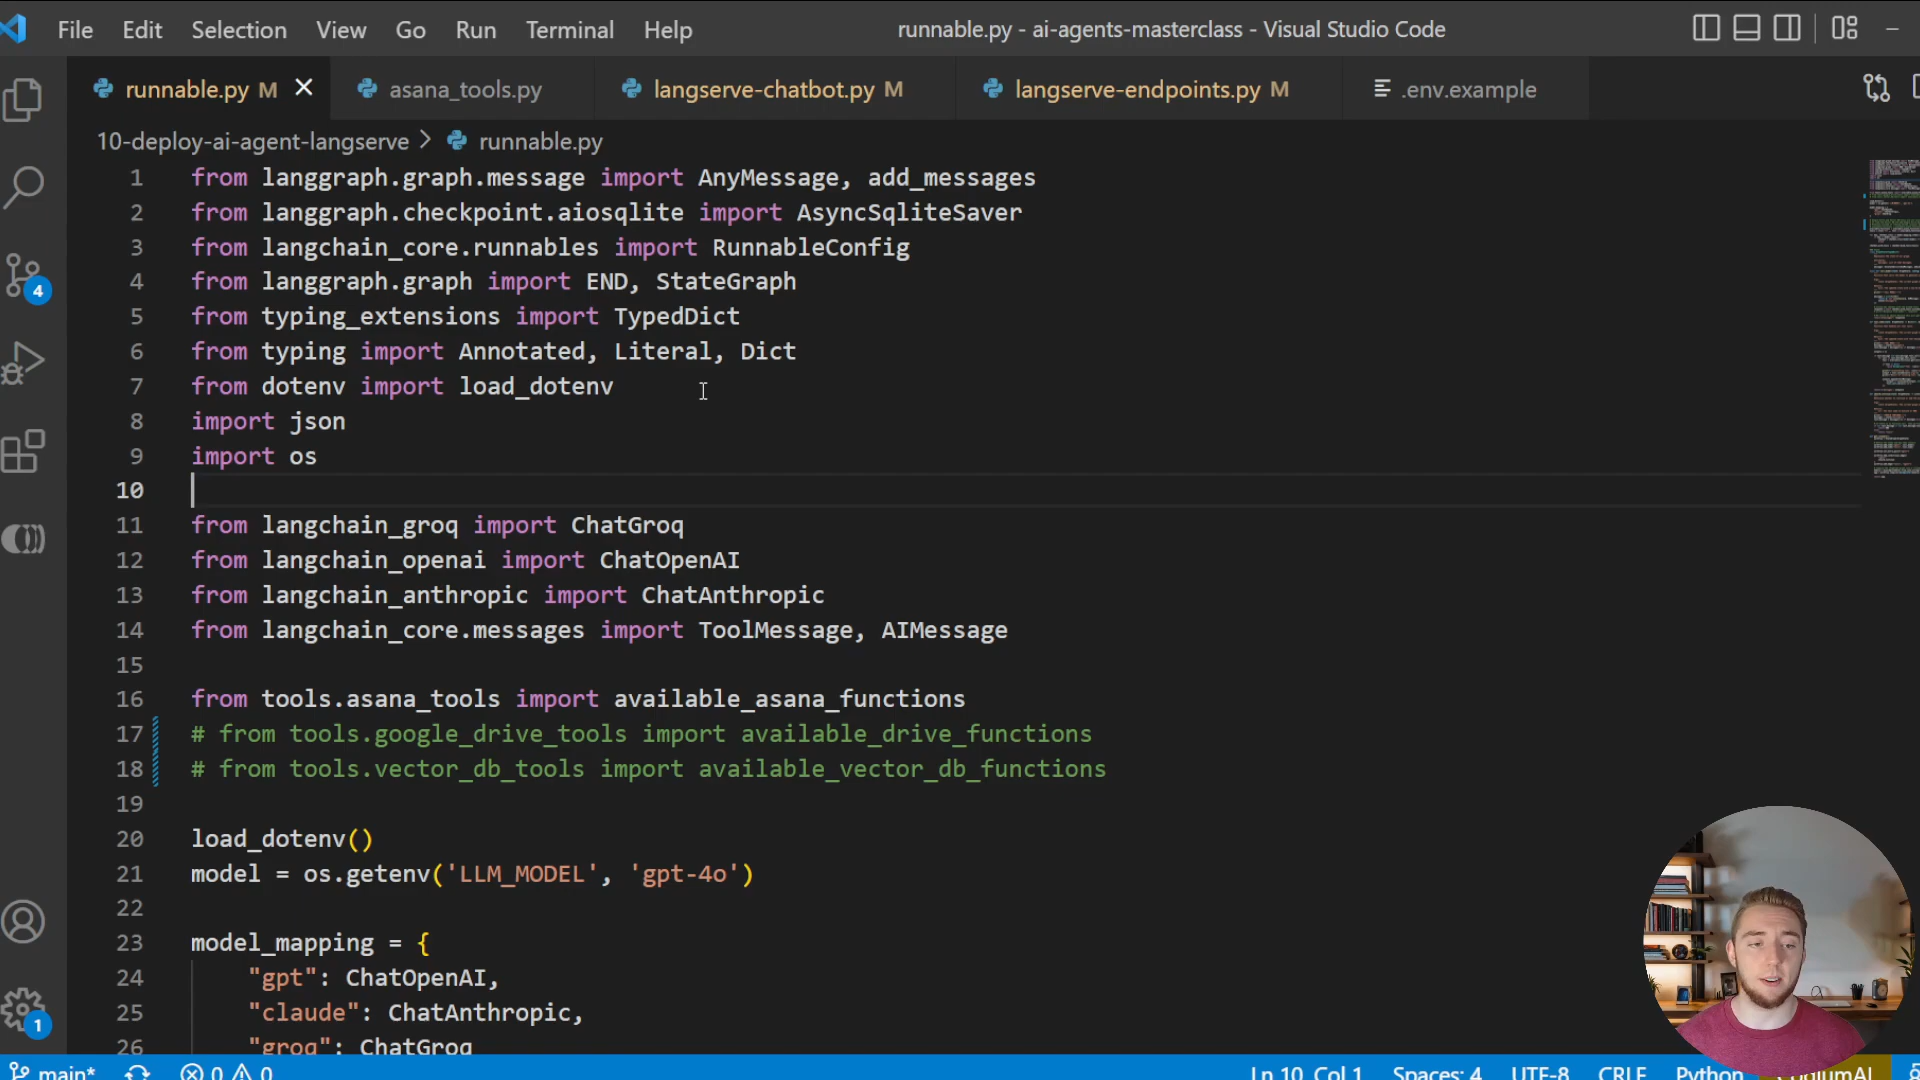 File Edit Selection View Go Run Terminal Help runnable.py - ai-agents-masterclass - Visual Studio Code
runnable.py M asana_tools.py langserve-chatbot.py M langserve-endpoints.py M .env.example
10-deploy-ai-agent-langserve > runnable.py
1 from langgraph.graph.message import AnyMessage, add_messages
2 from langgraph.checkpoint.aiosqlite import AsyncSqliteSaver
3 from langchain_core.runnables import RunnableConfig
4 from langgraph.graph import END, StateGraph
5 from typing_extensions import TypedDict
6 from typing import Annotated, Literal, Dict
7 from dotenv import load_dotenv
8 import json
9 import os
10
11 from langchain_groq import ChatGroq
12 from langchain_openai import ChatOpenAI
13 from langchain_anthropic import ChatAnthropic
14 from langchain_core.messages import ToolMessage, AIMessage
15
16 from tools.asana_tools import available_asana_functions
17 # from tools.google_drive_tools import available_drive_functions
18 # from tools.vector_db_tools import available_vector_db_functions
19
20 load_dotenv()
21 model = os.getenv('LLM_MODEL', 'gpt-4o')
22
23 model_mapping = {
24 "gpt": ChatOpenAI,
25 "claude": ChatAnthropic,
26 "groq": ChatGroq
4
1
main* 0 0 Ln 10, Col 1 Spaces: 4 UTF-8 CRLF Python